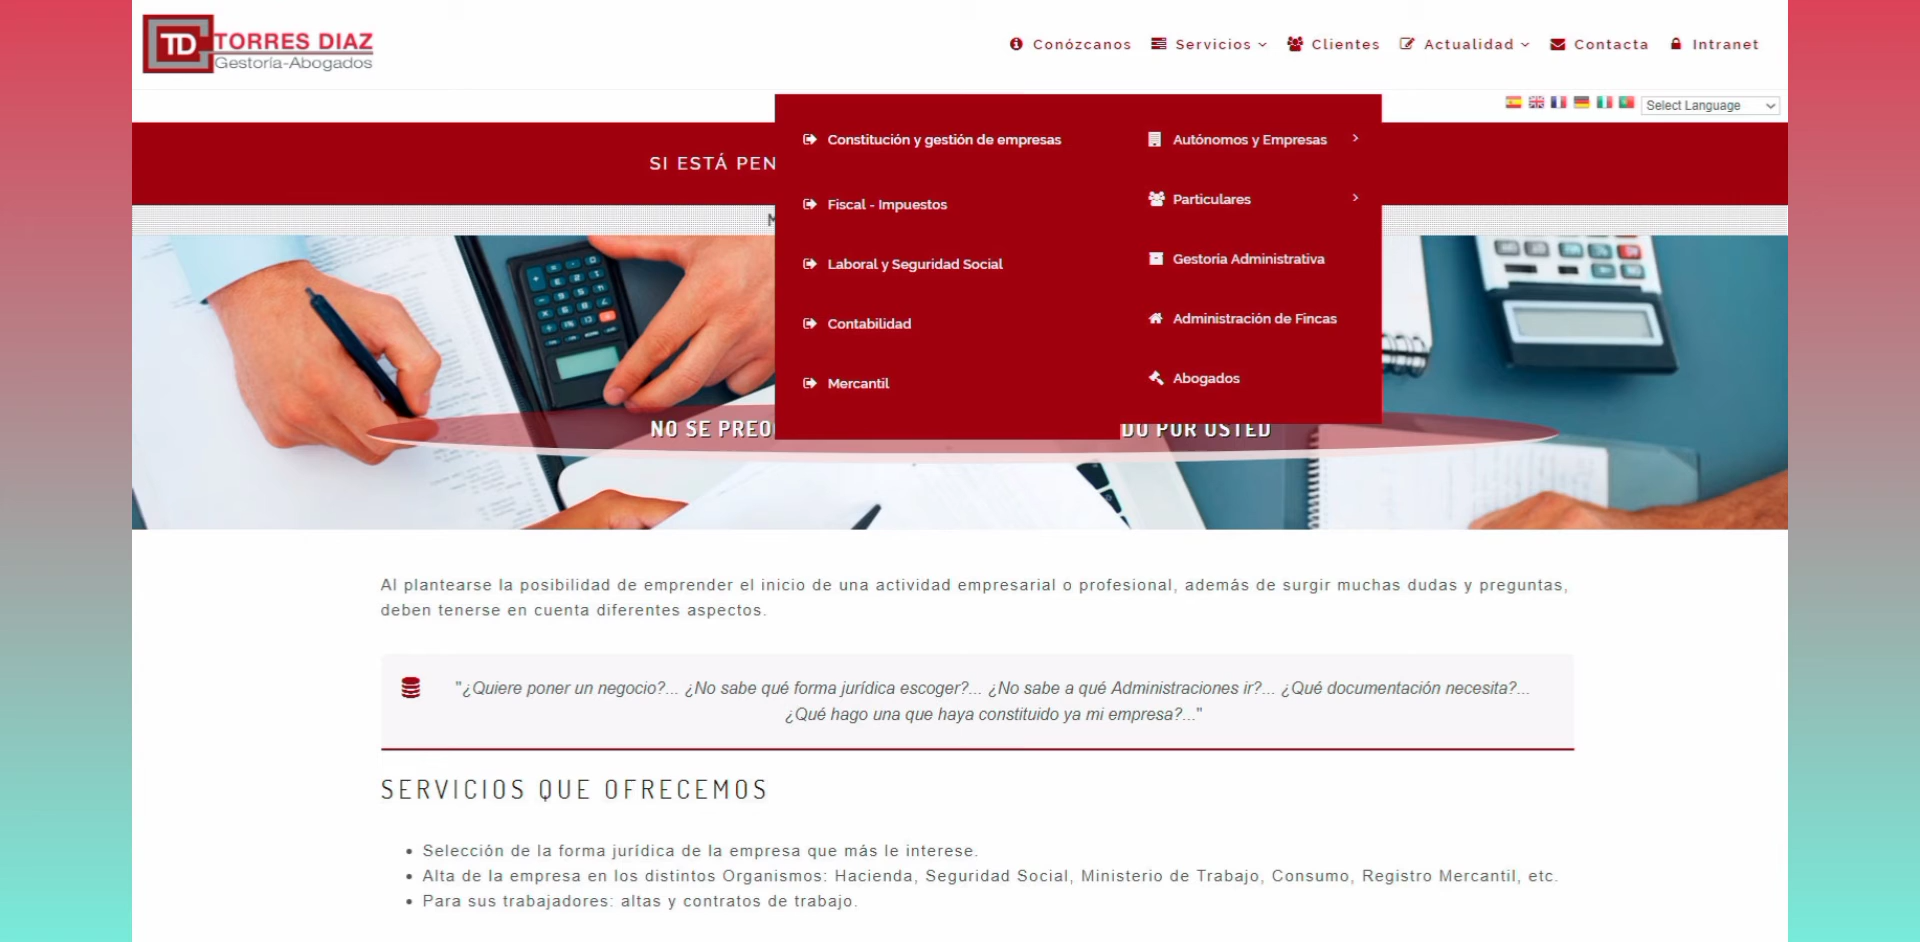 TD TORRES DIAZ
Gestoría-Abogados
Conózcanos Servicios Clientes Actualidad Contacta Intranet
Select Language
Constitución y gestión de empresas
Fiscal - Impuestos
Laboral y Seguridad Social
Contabilidad
Mercantil
Autónomos y Empresas
Particulares
Gestoría Administrativa
Administración de Fincas
Abogados
SI ESTÁ PEN
NO SE PREO
DO POR USTED
Al plantearse la posibilidad de emprender el inicio de una actividad empresarial o profesional, además de surgir muchas dudas y preguntas,
deben tenerse en cuenta diferentes aspectos.
"¿Quiere poner un negocio?... ¿No sabe qué forma jurídica escoger?... ¿No sabe a qué Administraciones ir?... ¿Qué documentación necesita?...
¿Qué hago una que haya constituido ya mi empresa?..."
SERVICIOS QUE OFRECEMOS
• Selección de la forma jurídica de la empresa que más le interese.
• Alta de la empresa en los distintos Organismos: Hacienda, Seguridad Social, Ministerio de Trabajo, Consumo, Registro Mercantil, etc.
• Para sus trabajadores: altas y contratos de trabajo.